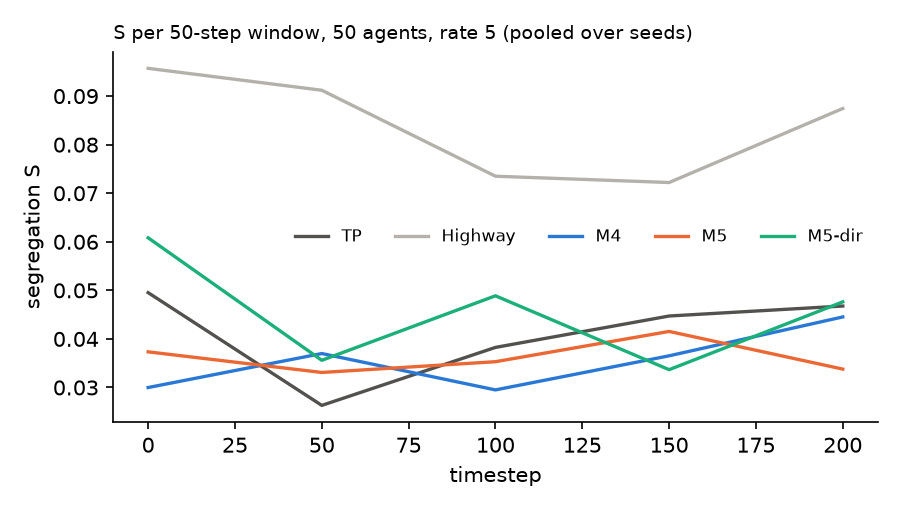 S per 50-step window, 50 agents, rate 5 (pooled over seeds)
segregation S
0.09
0.08
0.07
0.06
0.05
0.04
0.03
TP Highway M4 M5 M5-dir
0 25 50 75 100 125 150 175 200
timestep